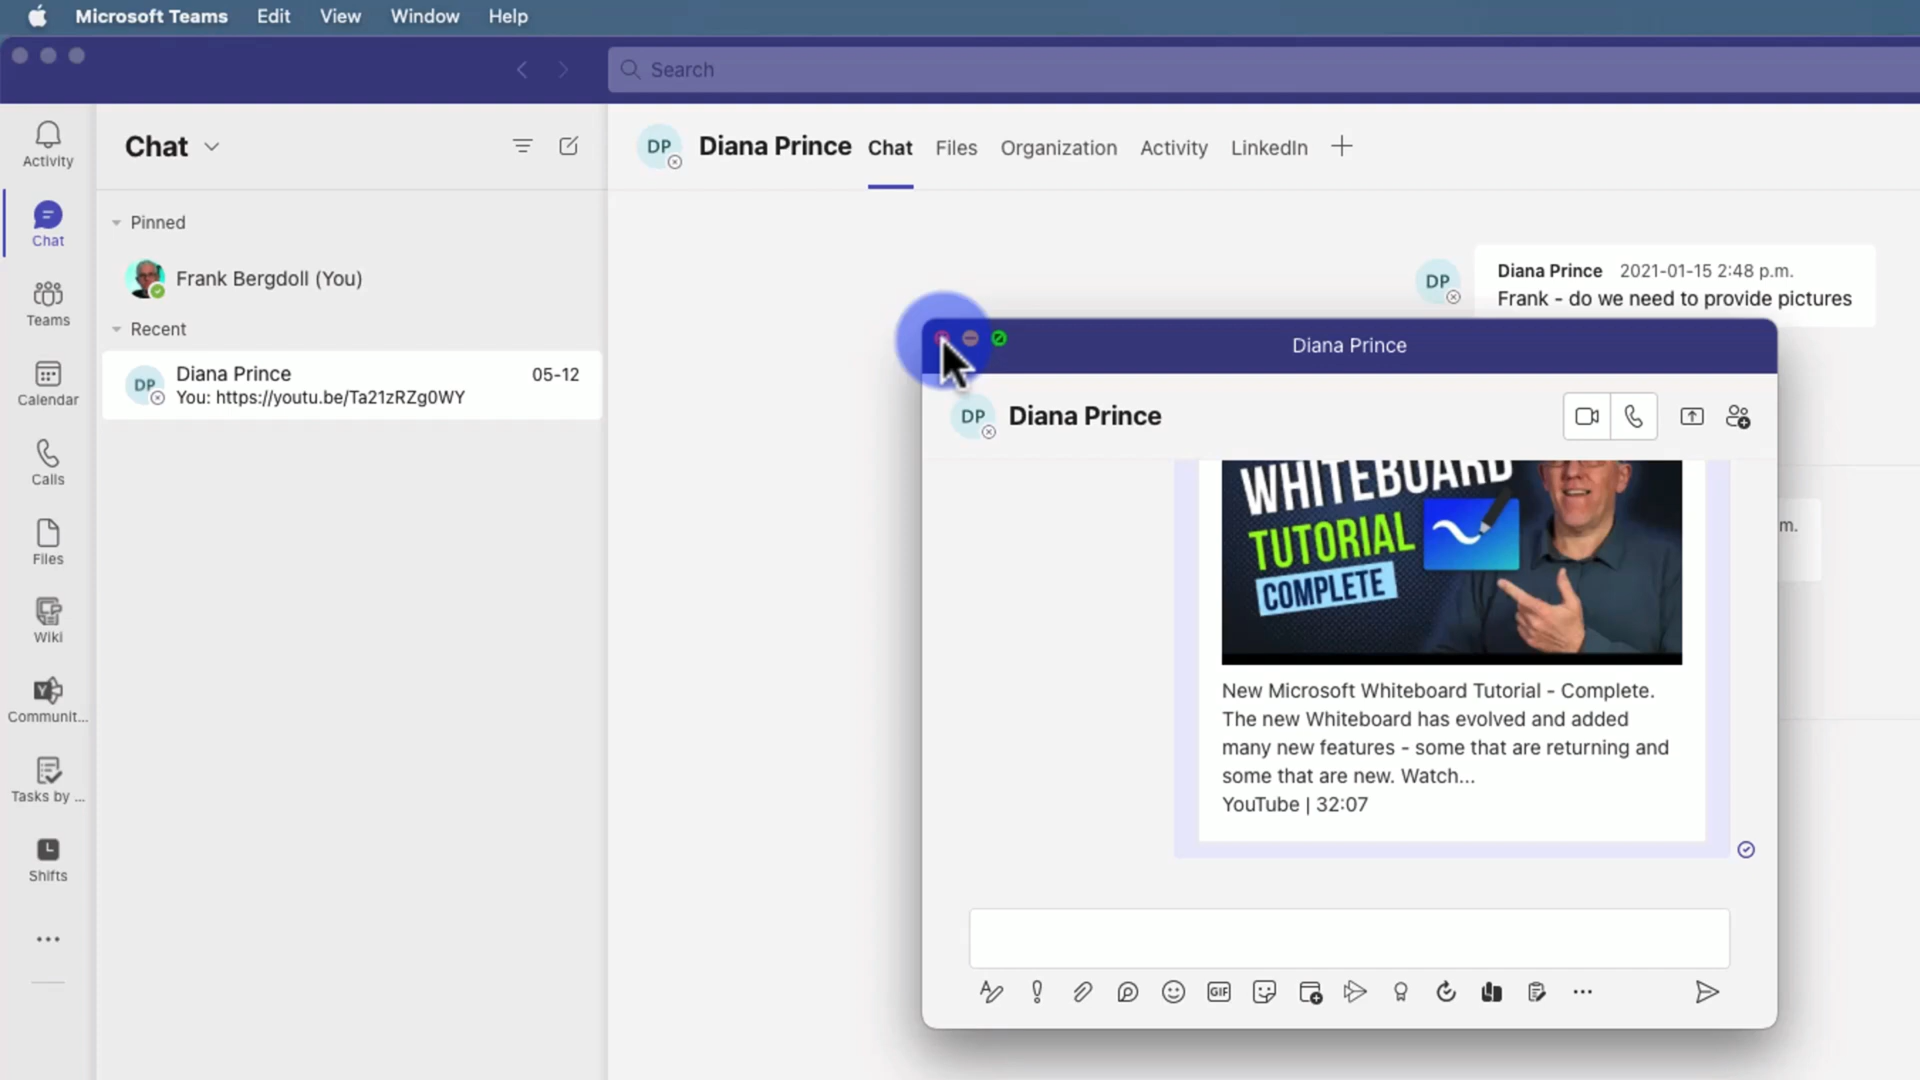 Microsoft Teams Edit View Window Help
Search
Activity
Chat
Teams
Calendar
Calls
Files
Wiki
Communit...
Tasks by ...
Shifts
Chat
Pinned
Frank Bergdoll (You)
Recent
DP
Diana Prince 05-12
You: https://youtu.be/Ta21zRZg0WY
DP Diana Prince Chat Files Organization Activity LinkedIn
DP
Diana Prince 2021-01-15 2:48 p.m.
Frank - do we need to provide pictures
m.
Diana Prince
DP Diana Prince
WHITEBOARD
TUTORIAL
COMPLETE
New Microsoft Whiteboard Tutorial - Complete.
The new Whiteboard has evolved and added
many new features - some that are returning and
some that are new. Watch...
YouTube | 32:07
GIF